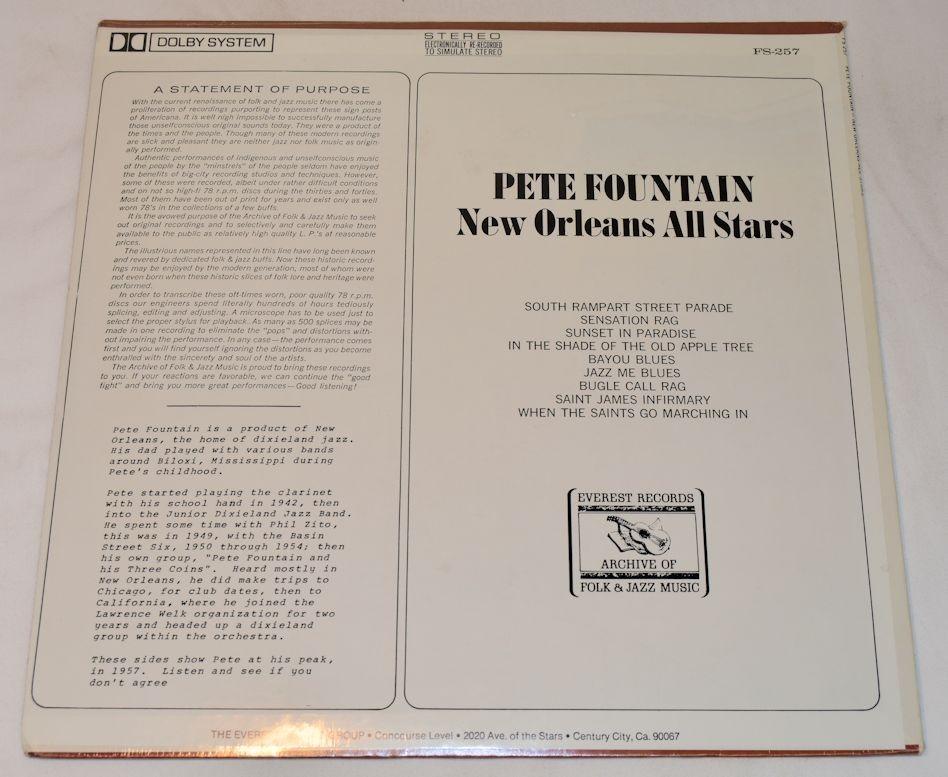 DOLBY SYSTEM
STEREO
ELECTRONICALLY RE-RECORDED
TO SIMULATE STEREO
FS-257
A STATEMENT OF PURPOSE
With the current renaissance of folk and jazz music there has come a
proliferation of recordings purporting to represent these sign posts
of Americana. It is well nigh impossible to successfully manufacture
those unselfconscious original sounds today. They were a product of
the times and the people. Though many of these modern recordings
are slick and pleasant they are neither jazz nor folk music as origin-
ally performed.
Authentic performances of indigenous and unselfconscious music
of the people by the "minstrels" of the people seldom have enjoyed
the benefits of big-city recording studios and techniques. However,
some of these were recorded, albeit under rather difficult conditions
and on not so high-fi 78 r.p.m. discs during the thirties and forties.
Most of them have been out of print for years and exist only as well
worn 78's in the collections of a few buffs.
It is the avowed purpose of the Archive of Folk & Jazz Music to seek
out original recordings and to selectively and carefully make them
available to the public as relatively high quality L. P.'s at reasonable
prices.
The illustrious names represented in this line have long been known
and revered by dedicated folk & jazz buffs. Now these historic record-
ings may be enjoyed by the modern generation, most of whom were
not even born when these historic slices of folk lore and heritage were
performed.
In order to transcribe these oft-times worn, poor quality 78 r.p.m.
discs our engineers spend literally hundreds of hours tediously
splicing, editing and adjusting. A microscope has to be used just to
select the proper stylus for playback. As many as 500 splices may be
made in one recording to eliminate the "pops" and distortions with-
out impairing the performance. In any case—the performance comes
first and you will find yourself ignoring the distortions as you become
enthralled with the sincerety and soul of the artists.
The Archive of Folk & Jazz Music is proud to bring these recordings
to you. If your reactions are favorable, we can continue the "good
fight" and bring you more great performances—Good listening!
Pete Fountain is a product of New
Orleans, the home of dixieland jazz.
His dad played with various bands
around Biloxi, Mississippi during
Pete's childhood.
Pete started playing the clarinet
with his school hand in 1942, then
into the Junior Dixieland Jazz Band.
He spent some time with Phil Zito,
this was in 1949, with the Basin
Street Six, 1950 through 1954; then
his own group, "Pete Fountain and
his Three Coins". Heard mostly in
New Orleans, he did make trips to
Chicago, for club dates, then to
California, where he joined the
Lawrence Welk organization for two
years and headed up a dixieland
group within the orchestra.
These sides show Pete at his peak,
in 1957. Listen and see if you
don't agree
PETE FOUNTAIN
New Orleans All Stars
SOUTH RAMPART STREET PARADE
SENSATION RAG
SUNSET IN PARADISE
IN THE SHADE OF THE OLD APPLE TREE
BAYOU BLUES
JAZZ ME BLUES
BUGLE CALL RAG
SAINT JAMES INFIRMARY
WHEN THE SAINTS GO MARCHING IN
EVEREST RECORDS
ARCHIVE OF
FOLK & JAZZ MUSIC
THE GROUP • Concourse Level • 2020 Ave. of the Stars • Century City, Ca. 90067